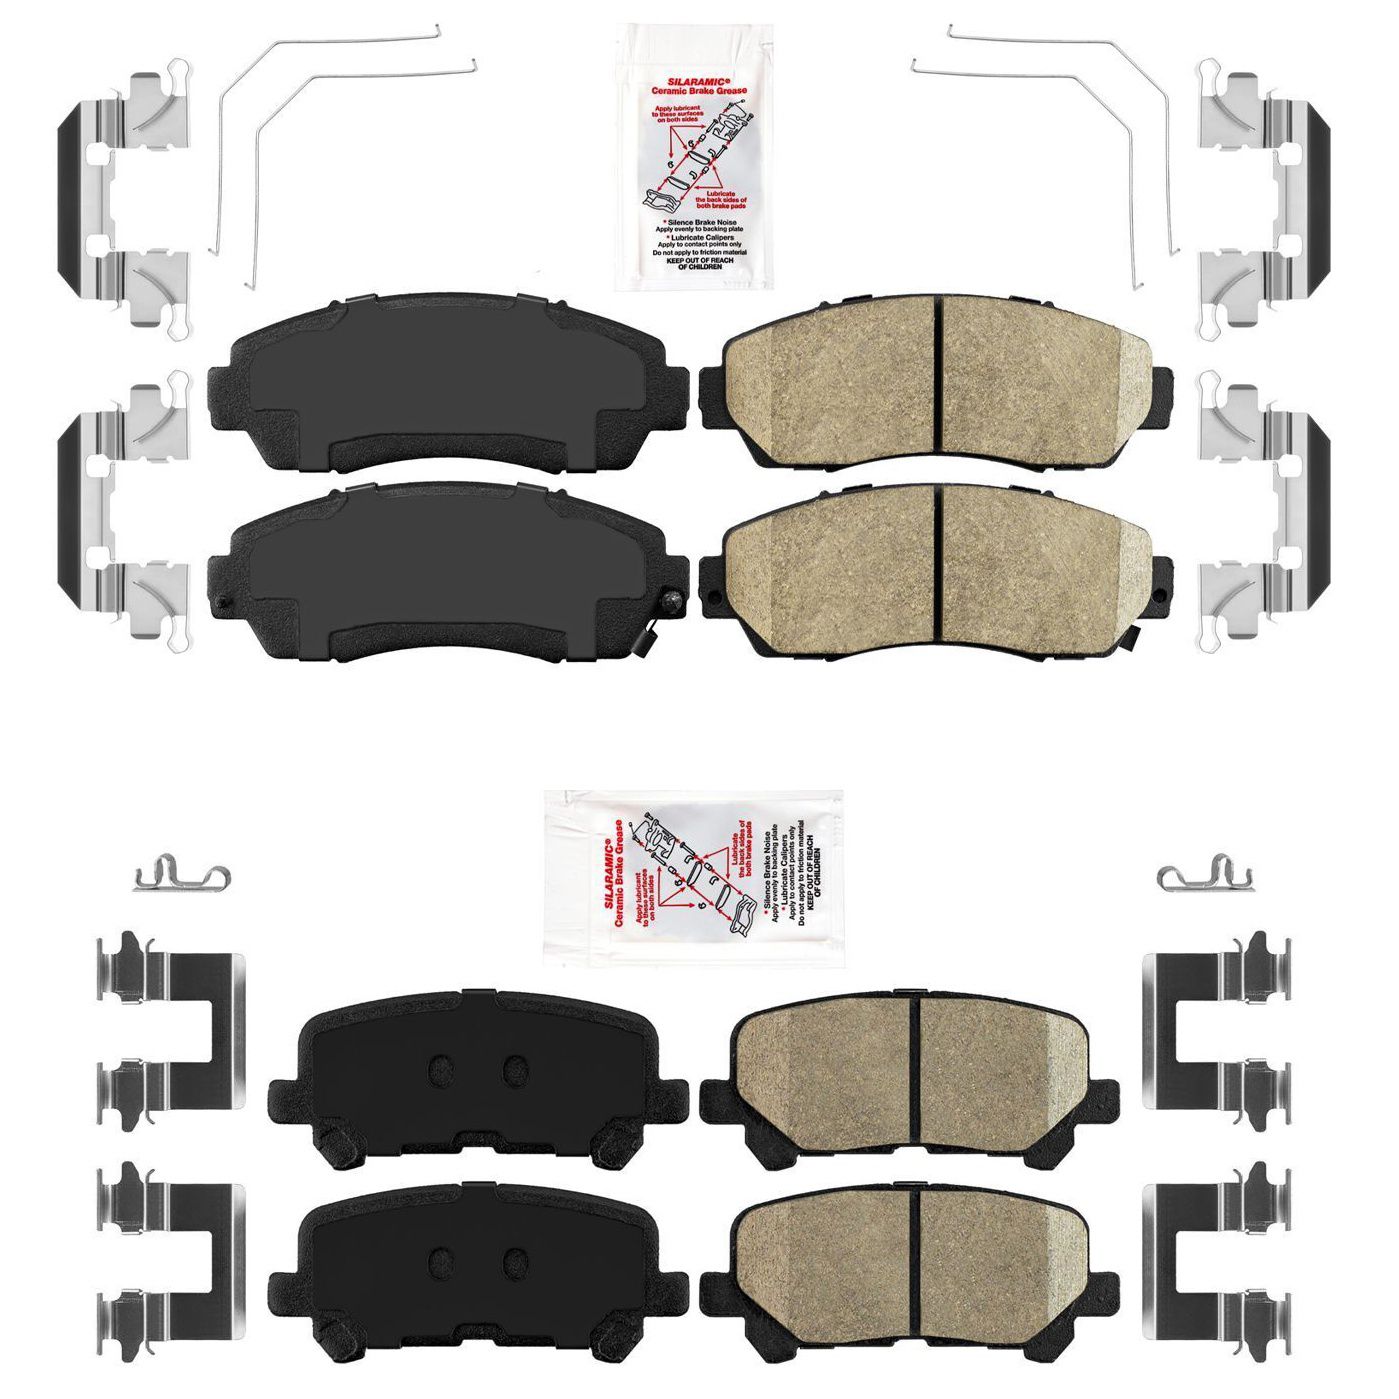 SILARAMIC®
Ceramic Brake Grease
Apply lubricant
to these surfaces
on both sides
Lubricate
the back sides of
both brake pads
* Silence Brake Noise
Apply evenly to backing plate
* Lubricate Calipers
Apply to contact points only
Do not apply to friction material
KEEP OUT OF REACH
OF CHILDREN
SILARAMIC®
Ceramic Brake Grease
Apply lubricant
to these surfaces
on both sides
Lubricate
the back sides of
both brake pads
* Silence Brake Noise
Apply evenly to backing plate
* Lubricate Calipers
Apply to contact points only
Do not apply to friction material
KEEP OUT OF REACH
OF CHILDREN